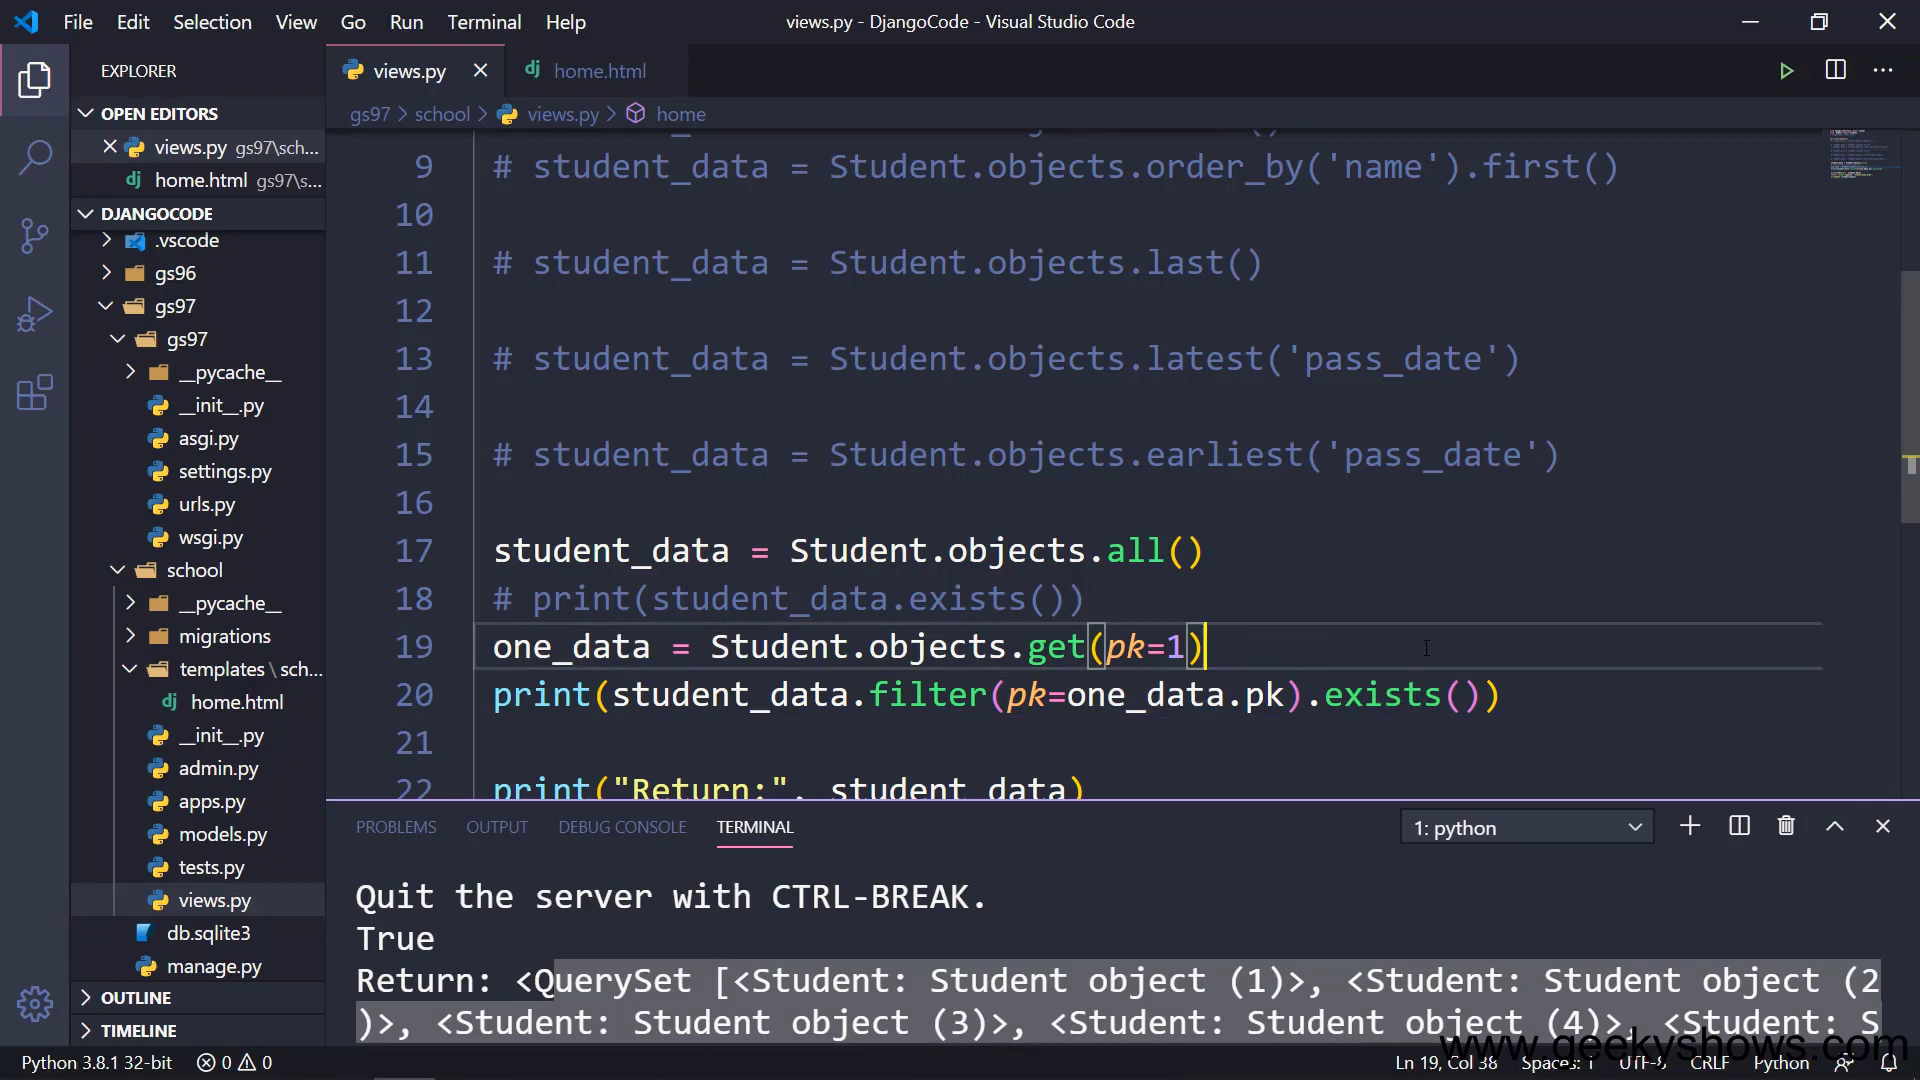 File Edit Selection View Go Run Terminal Help
views.py - DjangoCode - Visual Studio Code
EXPLORER
OPEN EDITORS
views.py gs97\sch...
home.html gs97\s...
DJANGOCODE
.vscode
gs96
gs97
gs97
__pycache__
__init__.py
asgi.py
settings.py
urls.py
wsgi.py
school
__pycache__
migrations
templates \ sch...
home.html
__init__.py
admin.py
apps.py
models.py
tests.py
views.py
db.sqlite3
manage.py
OUTLINE
TIMELINE
views.py
home.html
gs97 > school > views.py > home
9 # student_data = Student.objects.order_by('name').first()
10
11 # student_data = Student.objects.last()
12
13 # student_data = Student.objects.latest('pass_date')
14
15 # student_data = Student.objects.earliest('pass_date')
16
17 student_data = Student.objects.all()
18 # print(student_data.exists())
19 one_data = Student.objects.get(pk=1)
20 print(student_data.filter(pk=one_data.pk).exists())
21
22 print("Return:", student_data)
PROBLEMS OUTPUT DEBUG CONSOLE TERMINAL
1: python
Quit the server with CTRL-BREAK.
True
Return: <QuerySet [<Student: Student object (1)>, <Student: Student object (2
)>, <Student: Student object (3)>, <Student: Student object (4)>, <Student: S
www.geekyshows.com
Python 3.8.1 32-bit 0 0
Ln 19, Col 38 Spaces: 1 UTF-8 CRLF Python